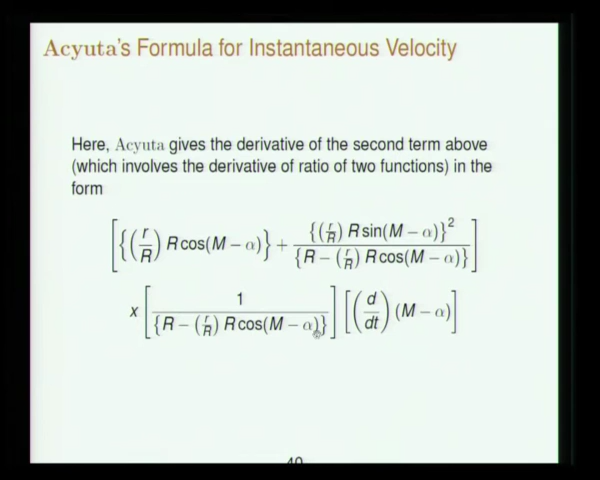 Acyuta's Formula for Instantaneous Velocity
Here, Acyuta gives the derivative of the second term above
(which involves the derivative of ratio of two functions) in the
form
[{(r/R) R cos(M − α)} + {(r/R) R sin(M − α)}² / {R − (r/R) R cos(M − α)}]
x [1 / {R − (r/R) R cos(M − α)}] [(d/dt) (M − α)]
40